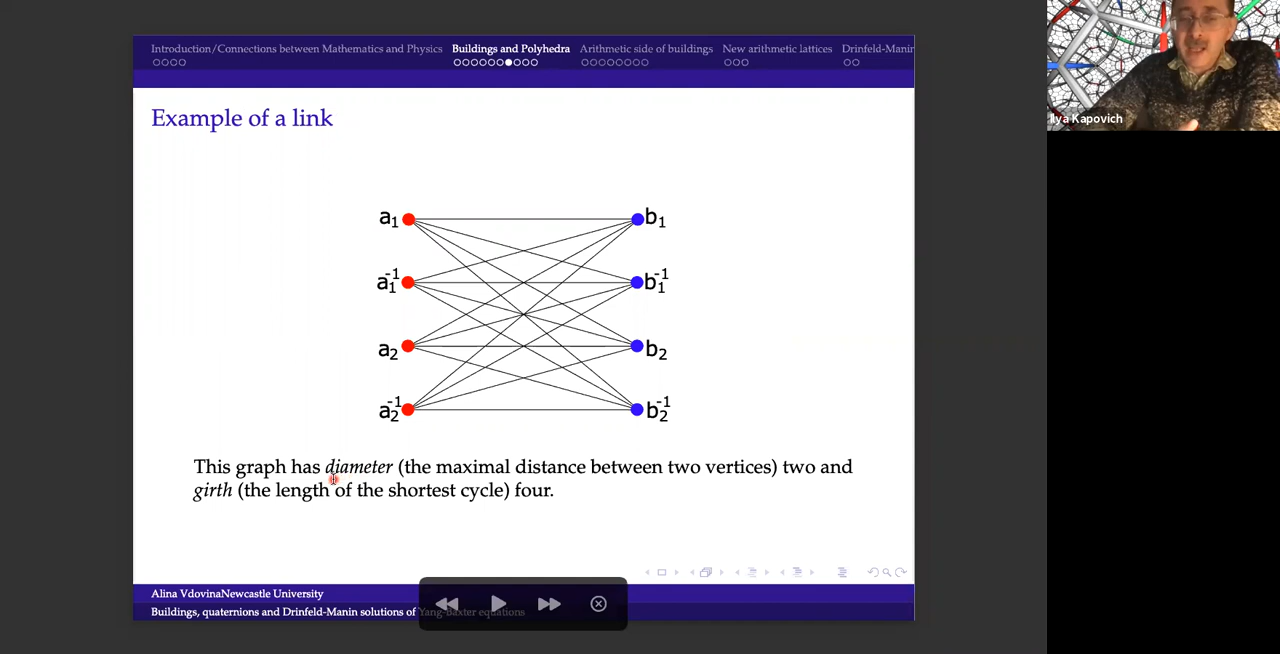 Introduction/Connections between Mathematics and Physics Buildings and Polyhedra Arithmetic side of buildings New arithmetic lattices Drinfeld-Manin
Example of a link
a₁ b₁
a₁⁻¹ b₁⁻¹
a₂ b₂
a₂⁻¹ b₂⁻¹
This graph has diameter (the maximal distance between two vertices) two and
girth (the length of the shortest cycle) four.
Alina VdovinaNewcastle University
Buildings, quaternions and Drinfeld-Manin solutions of Yang-Baxter equations
Ilya Kapovich